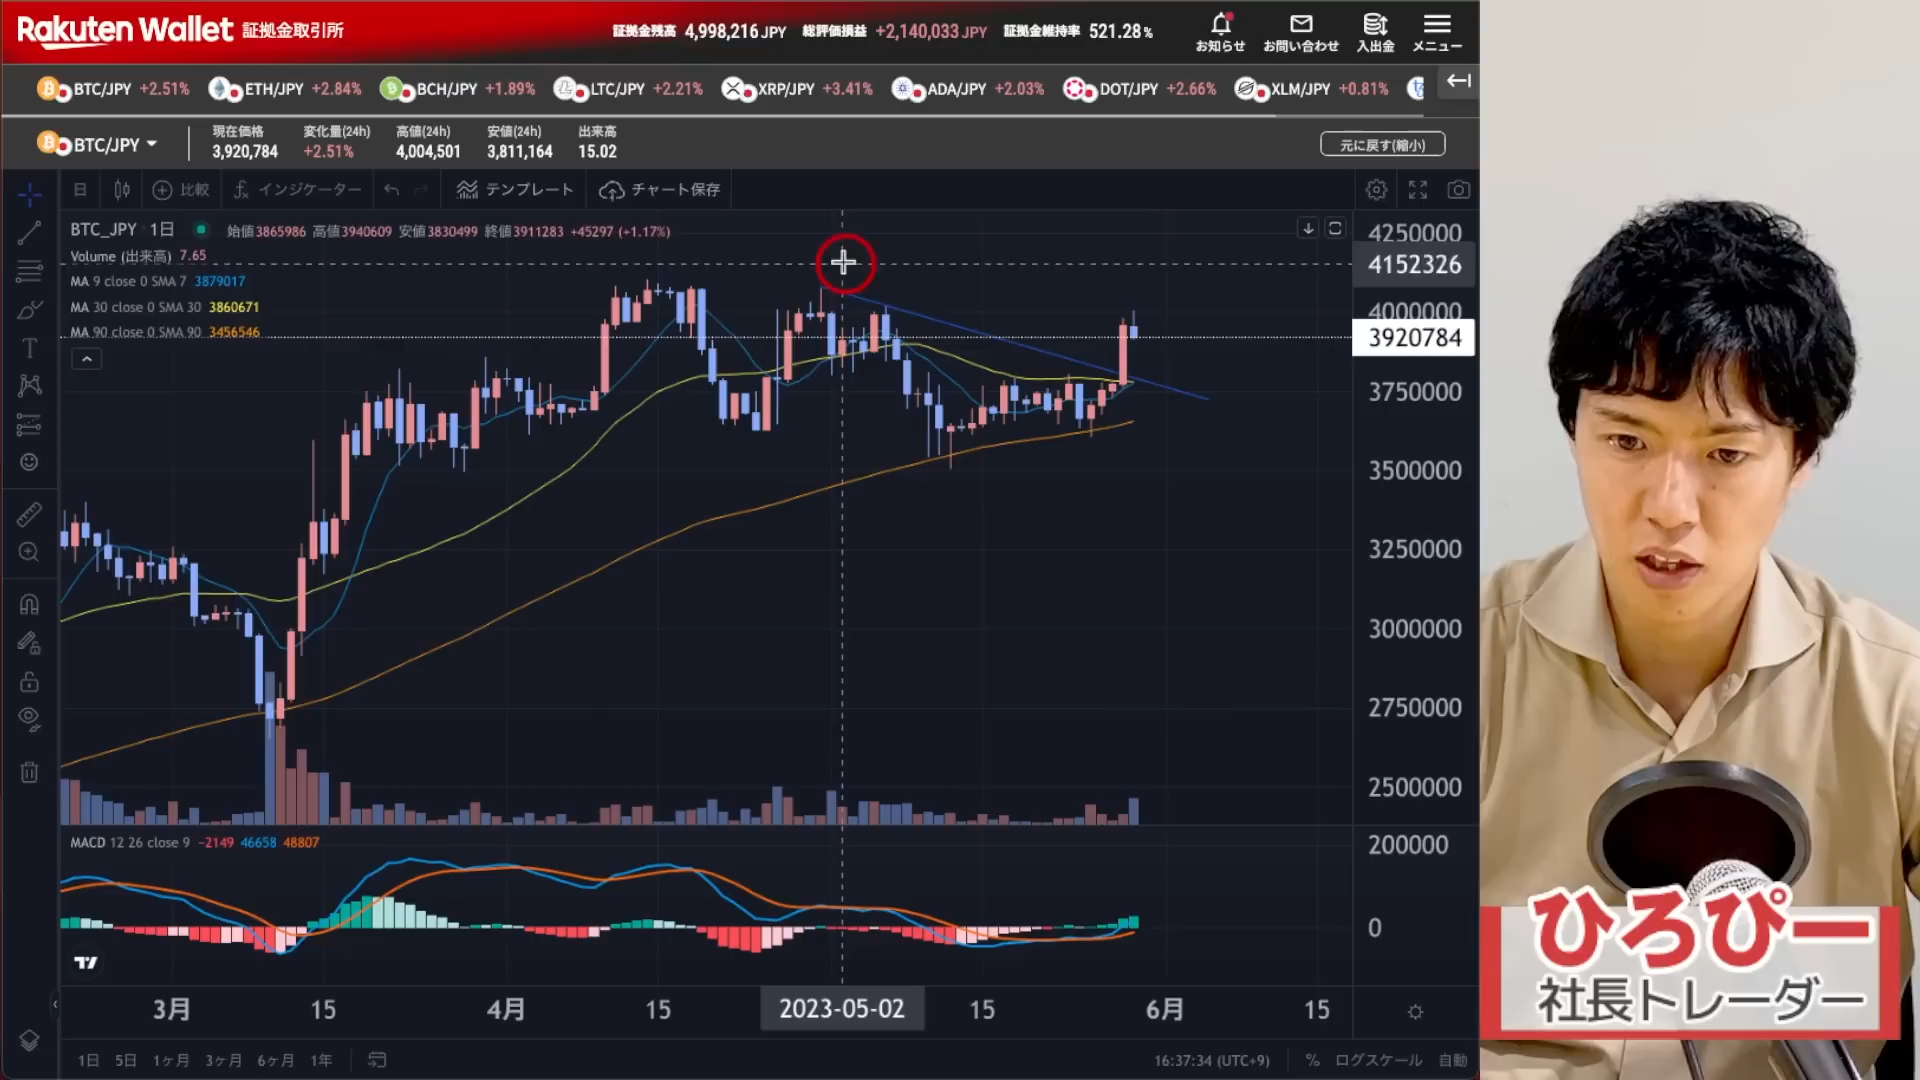 Rakuten Wallet 証拠金取引所
証拠金残高 4,998,216 JPY 総評価損益 +2,140,033 JPY 証拠金維持率 521.28 %
お知らせ お問い合わせ 入出金 メニュー
BTC/JPY +2.51% ETH/JPY +2.84% BCH/JPY +1.89% LTC/JPY +2.21% XRP/JPY +3.41% ADA/JPY +2.03% DOT/JPY +2.66% XLM/JPY +0.81%
BTC/JPY
現在価格 変化量(24h) 高値(24h) 安値(24h) 出来高
3,920,784 +2.51% 4,004,501 3,811,164 15.02
元に戻す(縮小)
日 比較 インジケーター テンプレート チャート保存
BTC_JPY 1日 始値3865986 高値3940609 安値3830499 終値3911283 +45297 (+1.17%)
Volume (出来高) 7.65
MA 9 close 0 SMA 7 3879017
MA 30 close 0 SMA 30 3860671
MA 90 close 0 SMA 90 3456546
4250000
4152326
4000000
3920784
3750000
3500000
3250000
3000000
2750000
2500000
MACD 12 26 close 9 −2149 46658 48807
200000
0
3月 15 4月 15 2023-05-02 15 6月 15
1日 5日 1ヶ月 3ヶ月 6ヶ月 1年
16:37:34 (UTC+9) % ログスケール 自動
ひろぴー
社長トレーダー